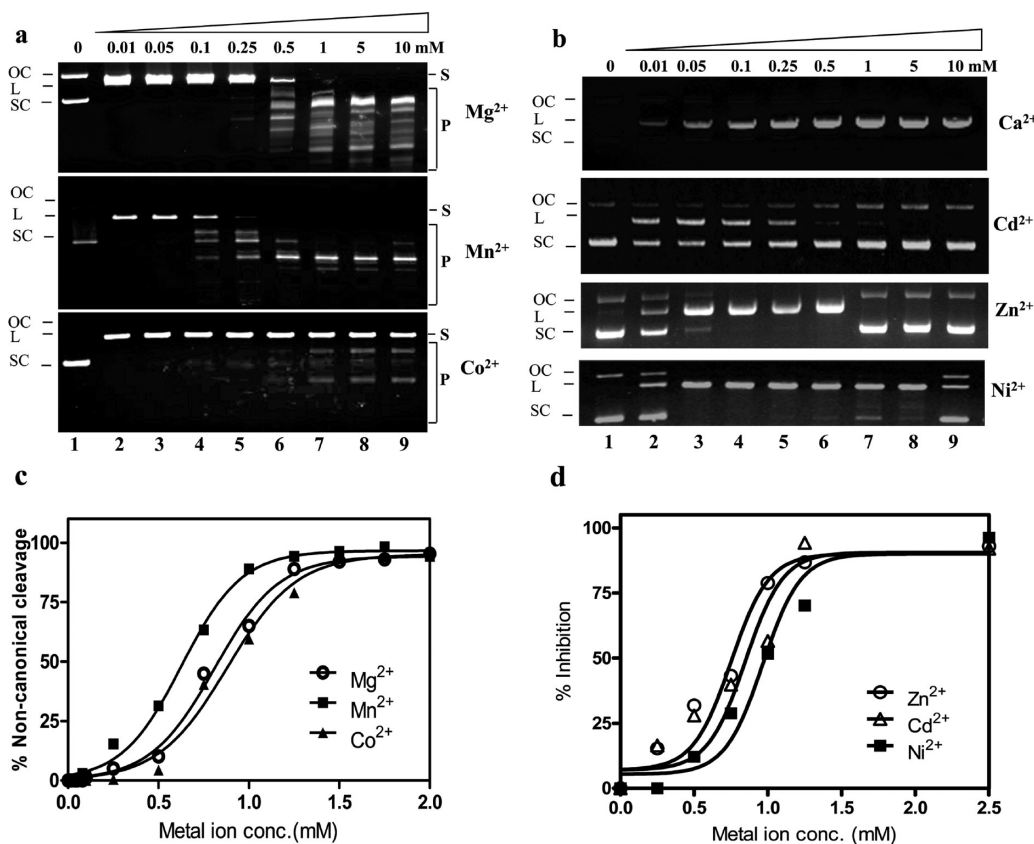 a
0 0.01 0.05 0.1 0.25 0.5 1 5 10 mM
OC
L
SC
S
P
Mg2+
OC
L
SC
S
P
Mn2+
OC
L
SC
S
P
Co2+
1 2 3 4 5 6 7 8 9
b
0 0.01 0.05 0.1 0.25 0.5 1 5 10 mM
OC
L
SC
Ca2+
OC
L
SC
Cd2+
OC
L
SC
Zn2+
OC
L
SC
Ni2+
1 2 3 4 5 6 7 8 9
c
% Non-canonical cleavage
100
75
50
25
0
Mg2+
Mn2+
Co2+
0.0 0.5 1.0 1.5 2.0
Metal ion conc.(mM)
d
% Inhibition
100
75
50
25
0
Zn2+
Cd2+
Ni2+
0.0 0.5 1.0 1.5 2.0 2.5
Metal ion conc. (mM)